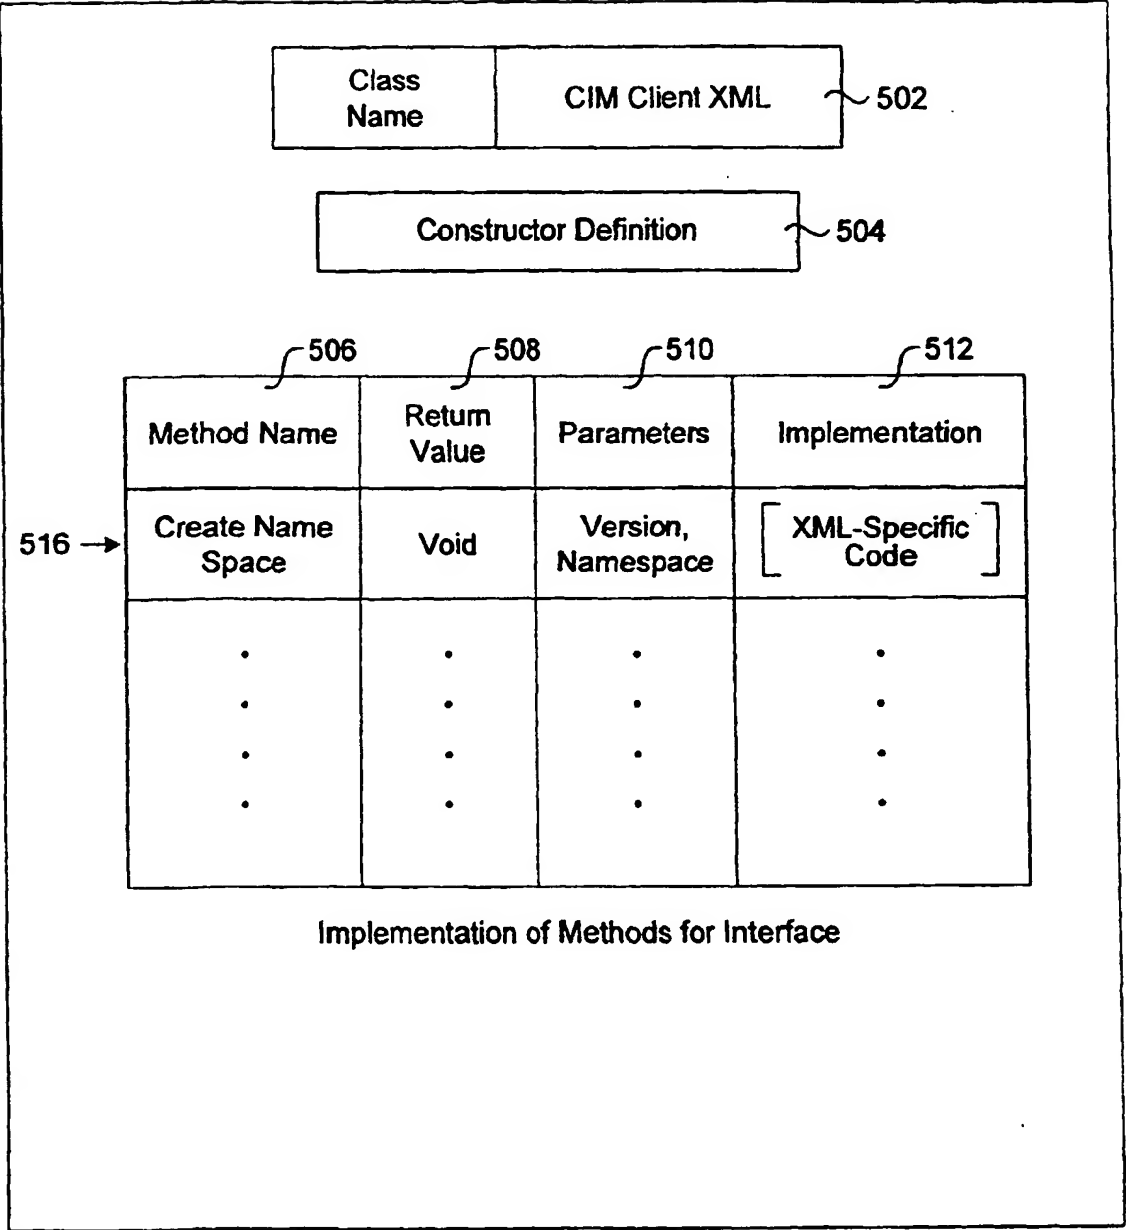 Class
Name
CIM Client XML
502
Constructor Definition
504
506
508
510
512
Method Name
Return
Value
Parameters
Implementation
516
Create Name
Space
Void
Version,
Namespace
XML-Specific
Code
Implementation of Methods for Interface